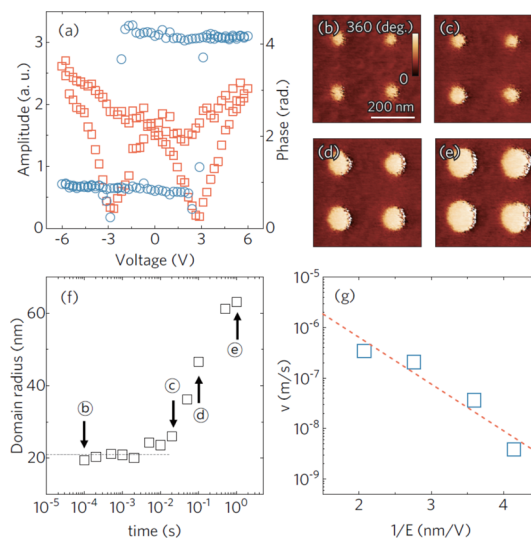 (a)
Amplitude (a. u.)
3
2
1
0
Phase (rad.)
4
2
0
-6 -3 0 3 6
Voltage (V)
(b) 360 (deg.)
0
200 nm
(c)
(d)
(e)
(f)
Domain radius (nm)
60
40
20
b
c
d
e
10⁻⁵ 10⁻⁴ 10⁻³ 10⁻² 10⁻¹ 10⁰
time (s)
(g)
v (m/s)
10⁻⁵
10⁻⁶
10⁻⁷
10⁻⁸
10⁻⁹
2 3 4
1/E (nm/V)